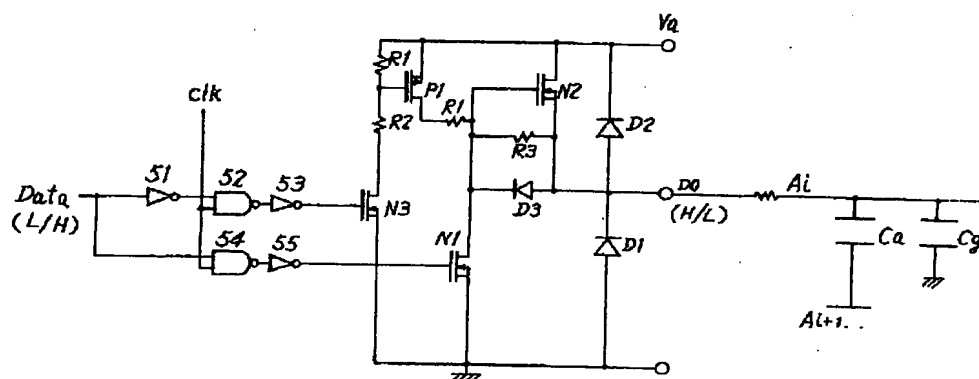 Va
R1
P1
N2
clk
R1
D2
R2
R3
51
52
53
Data
(L/H)
N3
D3
D0
(H/L)
Ai
54
55
N1
D1
Ca
Cg
Ai+1..